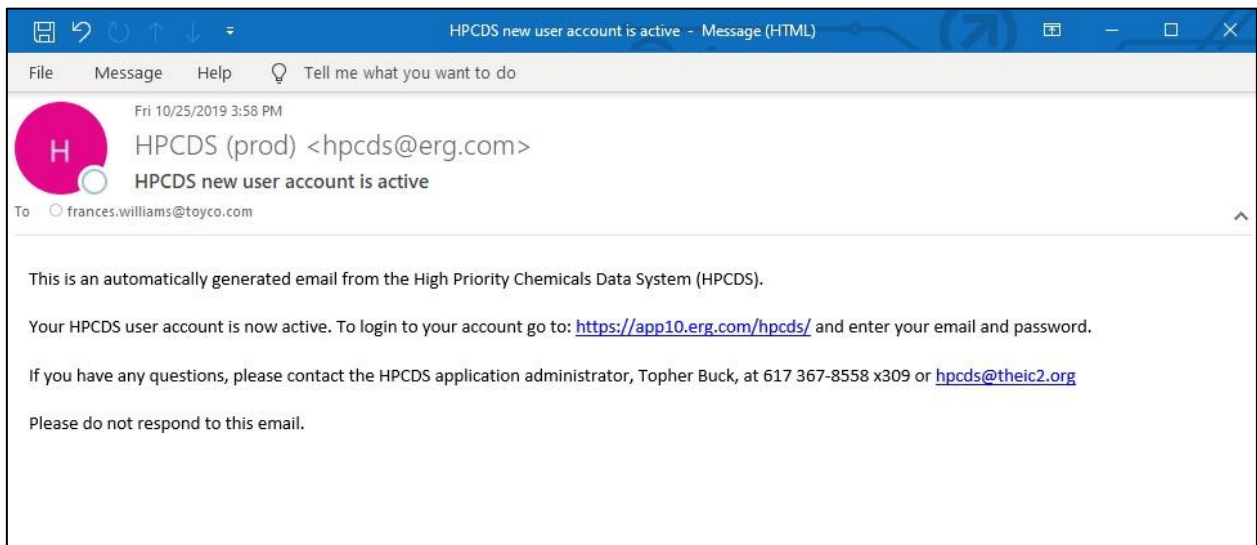 HPCDS new user account is active - Message (HTML)
File Message Help Tell me what you want to do
Fri 10/25/2019 3:58 PM
H
HPCDS (prod) <hpcds@erg.com>
HPCDS new user account is active
To frances.williams@toyco.com
This is an automatically generated email from the High Priority Chemicals Data System (HPCDS).
Your HPCDS user account is now active. To login to your account go to: https://app10.erg.com/hpcds/ and enter your email and password.
If you have any questions, please contact the HPCDS application administrator, Topher Buck, at 617 367-8558 x309 or hpcds@theic2.org
Please do not respond to this email.